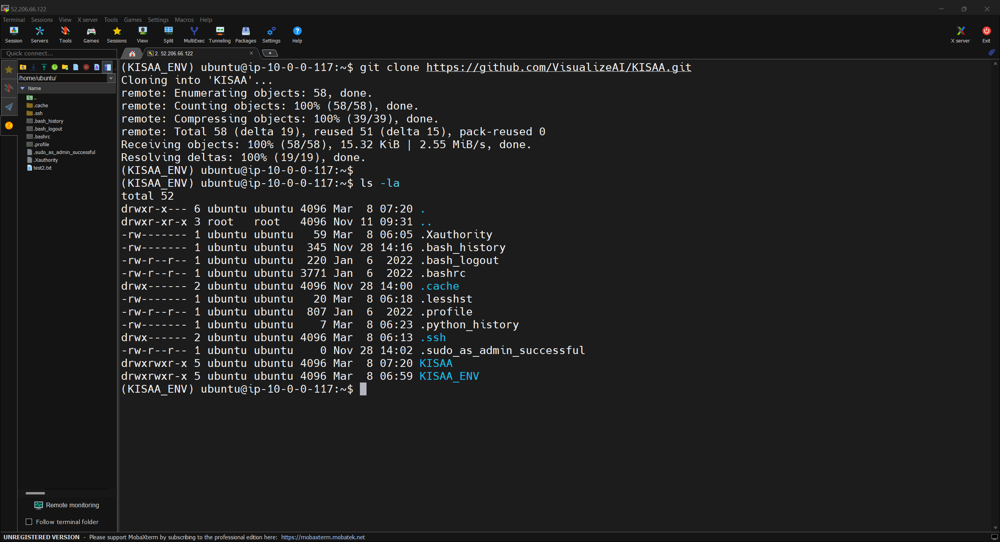 52.206.66.122
Terminal Sessions View X server Tools Games Settings Macros Help
Session Servers Tools Games Sessions View Split MultiExec Tunneling Packages Settings Help X server Exit
Quick connect...
2. 52.206.66.122
/home/ubuntu/
Name
..
.cache
.ssh
.bash_history
.bash_logout
.bashrc
.profile
.sudo_as_admin_successful
.Xauthority
test2.txt
Remote monitoring
Follow terminal folder
(KISAA_ENV) ubuntu@ip-10-0-0-117:~$ git clone https://github.com/VisualizeAI/KISAA.git
Cloning into 'KISAA'...
remote: Enumerating objects: 58, done.
remote: Counting objects: 100% (58/58), done.
remote: Compressing objects: 100% (39/39), done.
remote: Total 58 (delta 19), reused 51 (delta 15), pack-reused 0
Receiving objects: 100% (58/58), 15.32 KiB | 2.55 MiB/s, done.
Resolving deltas: 100% (19/19), done.
(KISAA_ENV) ubuntu@ip-10-0-0-117:~$
(KISAA_ENV) ubuntu@ip-10-0-0-117:~$ ls -la
total 52
drwxr-x--- 6 ubuntu ubuntu 4096 Mar  8 07:20 .
drwxr-xr-x 3 root   root   4096 Nov 11 09:31 ..
-rw------- 1 ubuntu ubuntu   59 Mar  8 06:05 .Xauthority
-rw------- 1 ubuntu ubuntu  345 Nov 28 14:16 .bash_history
-rw-r--r-- 1 ubuntu ubuntu  220 Jan  6  2022 .bash_logout
-rw-r--r-- 1 ubuntu ubuntu 3771 Jan  6  2022 .bashrc
drwx------ 2 ubuntu ubuntu 4096 Nov 28 14:00 .cache
-rw------- 1 ubuntu ubuntu   20 Mar  8 06:18 .lesshst
-rw-r--r-- 1 ubuntu ubuntu  807 Jan  6  2022 .profile
-rw------- 1 ubuntu ubuntu    7 Mar  8 06:23 .python_history
drwx------ 2 ubuntu ubuntu 4096 Mar  8 06:13 .ssh
-rw-r--r-- 1 ubuntu ubuntu    0 Nov 28 14:02 .sudo_as_admin_successful
drwxrwxr-x 5 ubuntu ubuntu 4096 Mar  8 07:20 KISAA
drwxrwxr-x 5 ubuntu ubuntu 4096 Mar  8 06:59 KISAA_ENV
(KISAA_ENV) ubuntu@ip-10-0-0-117:~$
UNREGISTERED VERSION - Please support MobaXterm by subscribing to the professional edition here: https://mobaxterm.mobatek.net